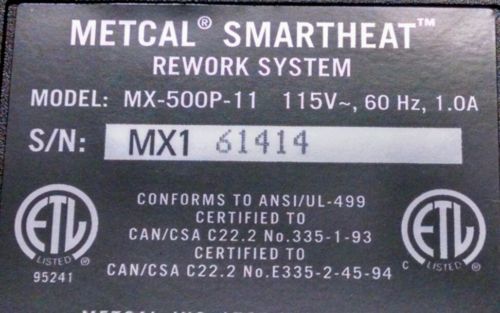 METCAL® SMARTHEAT™
REWORK SYSTEM
MODEL: MX-500P-11 115V~, 60 Hz, 1.0A
S/N: MX1 61414
CONFORMS TO ANSI/UL-499
CERTIFIED TO
CAN/CSA C22.2 No.335-1-93
CERTIFIED TO
CAN/CSA C22.2 No.E335-2-45-94
ETL
LISTED
®
95241
ETL
C LISTED
®